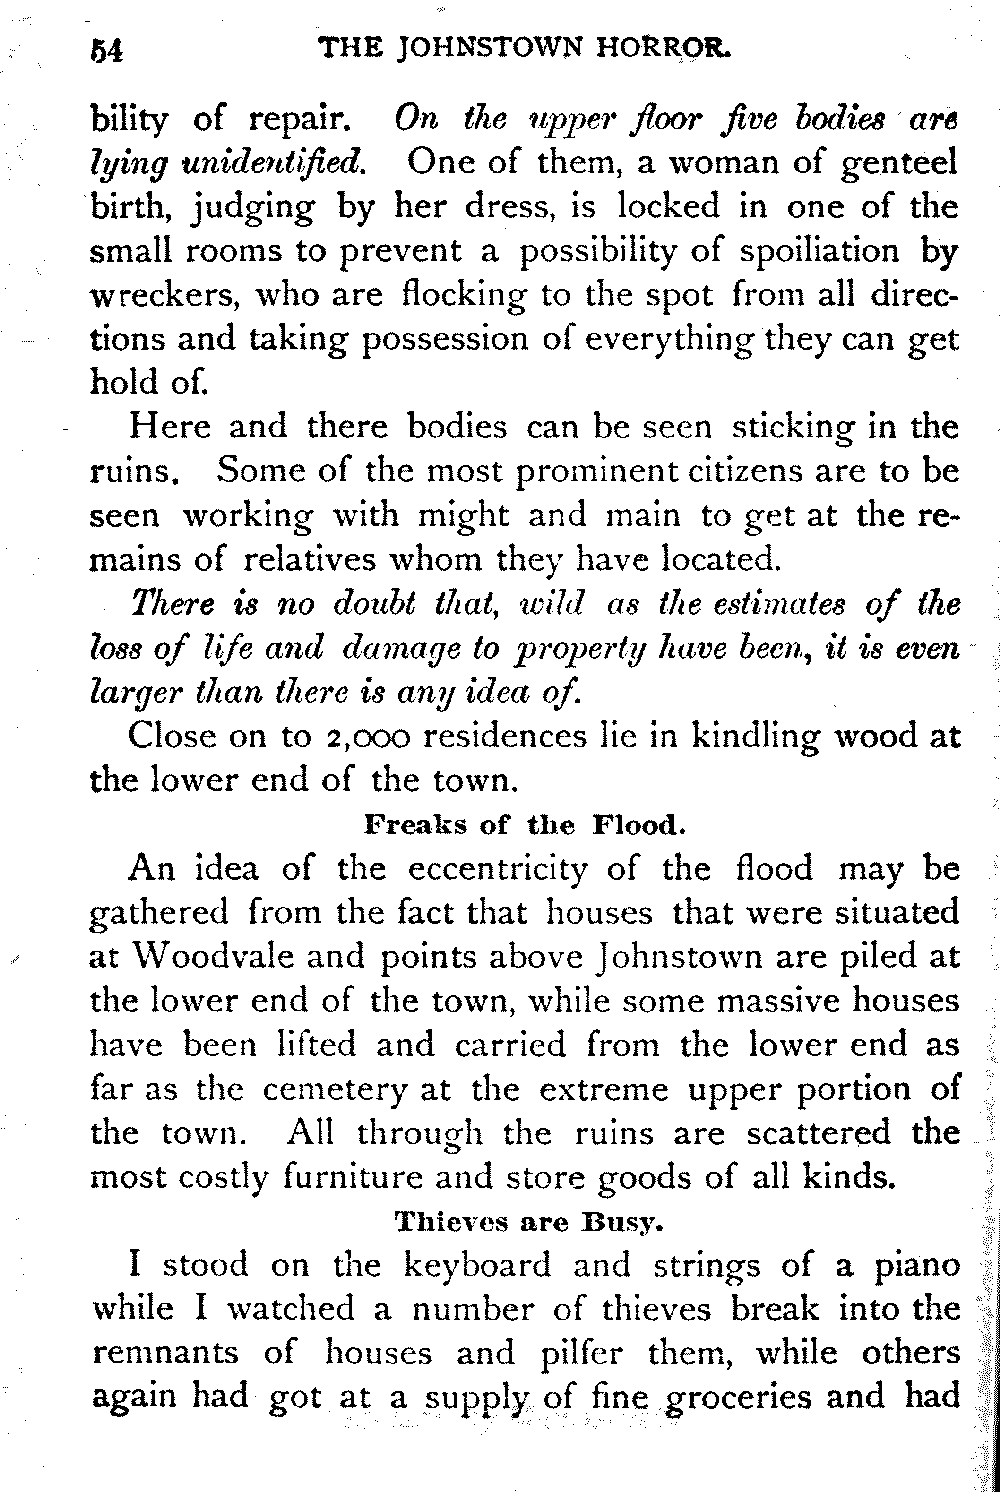 54 THE JOHNSTOWN HORROR.
bility of repair. On the upper floor five bodies are
lying unidentified. One of them, a woman of genteel
birth, judging by her dress, is locked in one of the
small rooms to prevent a possibility of spoiliation by
wreckers, who are flocking to the spot from all direc-
tions and taking possession of everything they can get
hold of.
Here and there bodies can be seen sticking in the
ruins. Some of the most prominent citizens are to be
seen working with might and main to get at the re-
mains of relatives whom they have located.
There is no doubt that, wild as the estimates of the
loss of life and damage to property have been, it is even
larger than there is any idea of.
Close on to 2,000 residences lie in kindling wood at
the lower end of the town.
Freaks of the Flood.
An idea of the eccentricity of the flood may be
gathered from the fact that houses that were situated
at Woodvale and points above Johnstown are piled at
the lower end of the town, while some massive houses
have been lifted and carried from the lower end as
far as the cemetery at the extreme upper portion of
the town. All through the ruins are scattered the
most costly furniture and store goods of all kinds.
Thieves are Busy.
I stood on the keyboard and strings of a piano
while I watched a number of thieves break into the
remnants of houses and pilfer them, while others
again had got at a supply of fine groceries and had